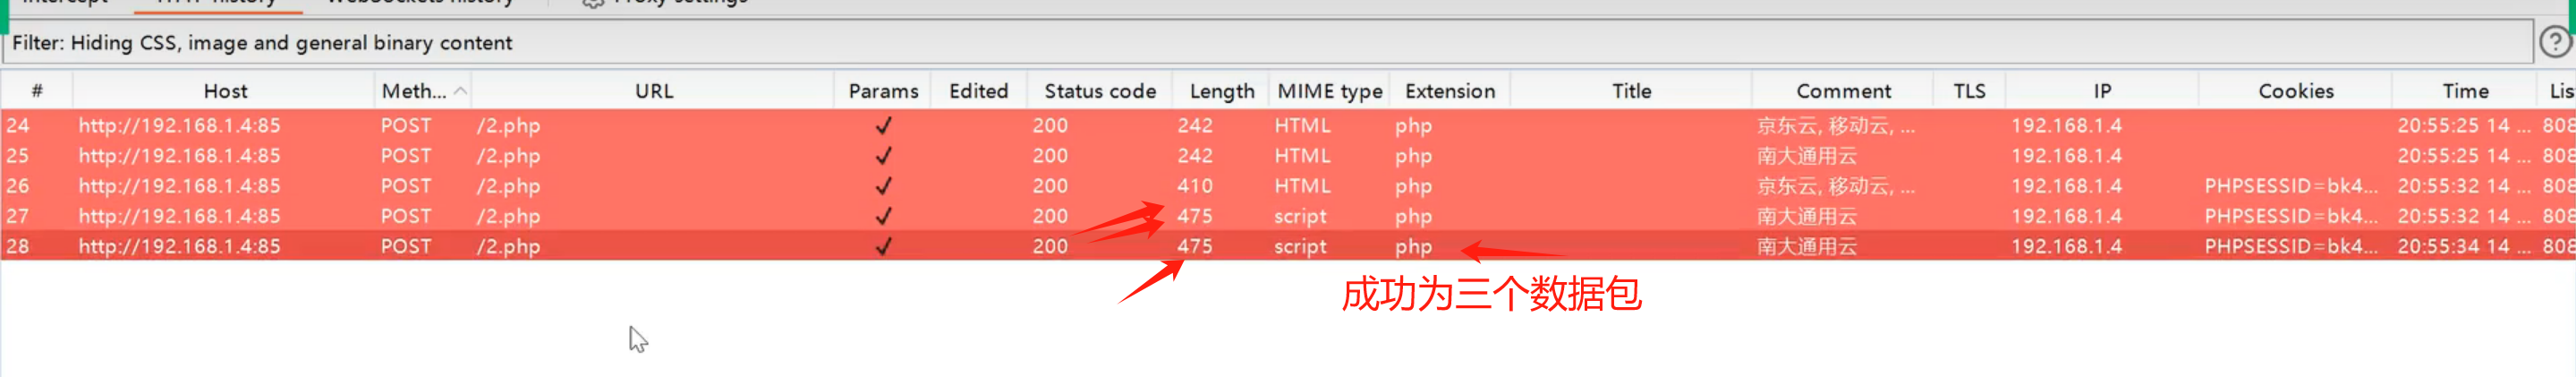 Intercept HTTP history WebSockets history Proxy settings
Filter: Hiding CSS, image and general binary content
# Host Meth... URL Params Edited Status code Length MIME type Extension Title Comment TLS IP Cookies Time Lis
24 http://192.168.1.4:85 POST /2.php ✓ 200 242 HTML php 京东云, 移动云, ... 192.168.1.4 20:55:25 14 ... 808
25 http://192.168.1.4:85 POST /2.php ✓ 200 242 HTML php 南大通用云 192.168.1.4 20:55:25 14 ... 808
26 http://192.168.1.4:85 POST /2.php ✓ 200 410 HTML php 京东云, 移动云, ... 192.168.1.4 PHPSESSID=bk4... 20:55:32 14 ... 808
27 http://192.168.1.4:85 POST /2.php ✓ 200 475 script php 南大通用云 192.168.1.4 PHPSESSID=bk4... 20:55:32 14 ... 808
28 http://192.168.1.4:85 POST /2.php ✓ 200 475 script php 南大通用云 192.168.1.4 PHPSESSID=bk4... 20:55:34 14 ... 808
成功为三个数据包